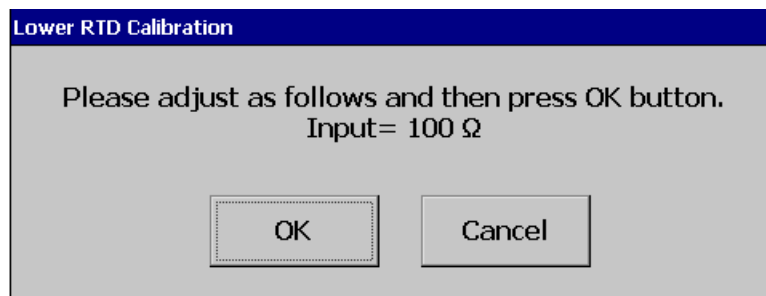 Lower RTD Calibration
Please adjust as follows and then press OK button.
Input= 100 Ω
OK
Cancel